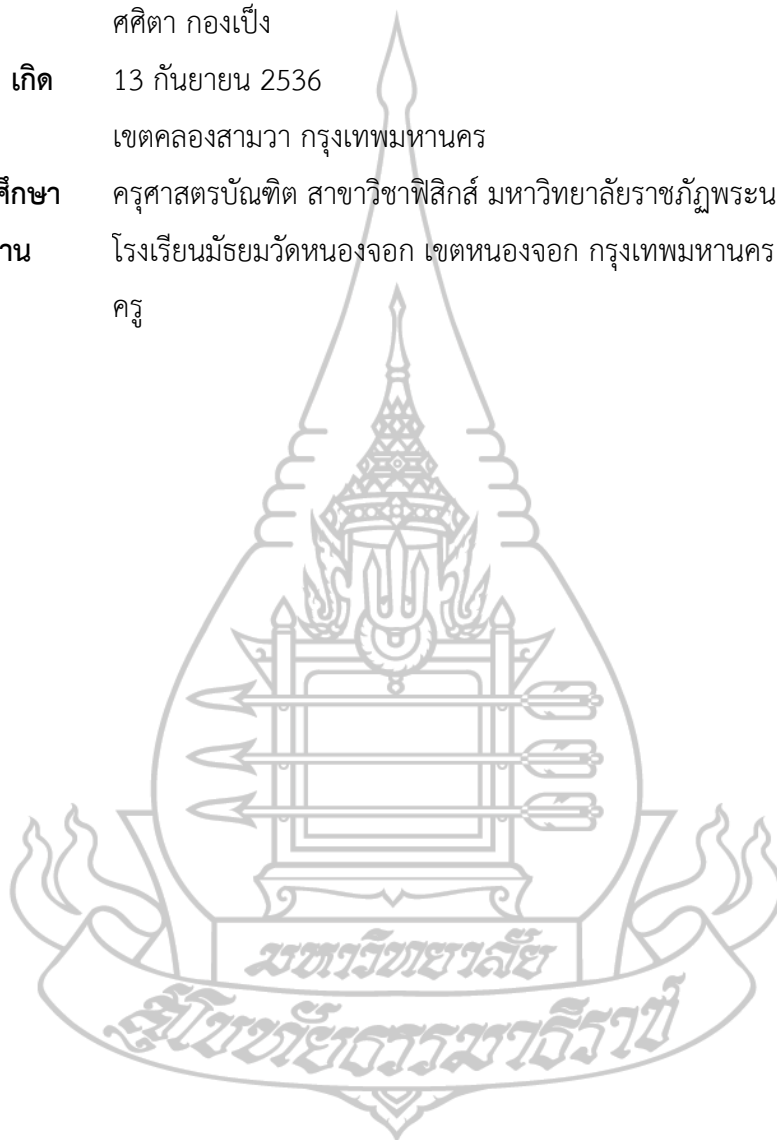 ศศิตา กองเป็ง
เกิด 13 กันยายน 2536
เขตคลองสามวา กรุงเทพมหานคร
ศึกษา ครุศาสตรบัณฑิต สาขาวิชาฟิสิกส์ มหาวิทยาลัยราชภัฏพระน
าน โรงเรียนมัธยมวัดหนองจอก เขตหนองจอก กรุงเทพมหานคร
ครู
มหาวิทยาลัย
สุโขทัยธรรมาธิราช